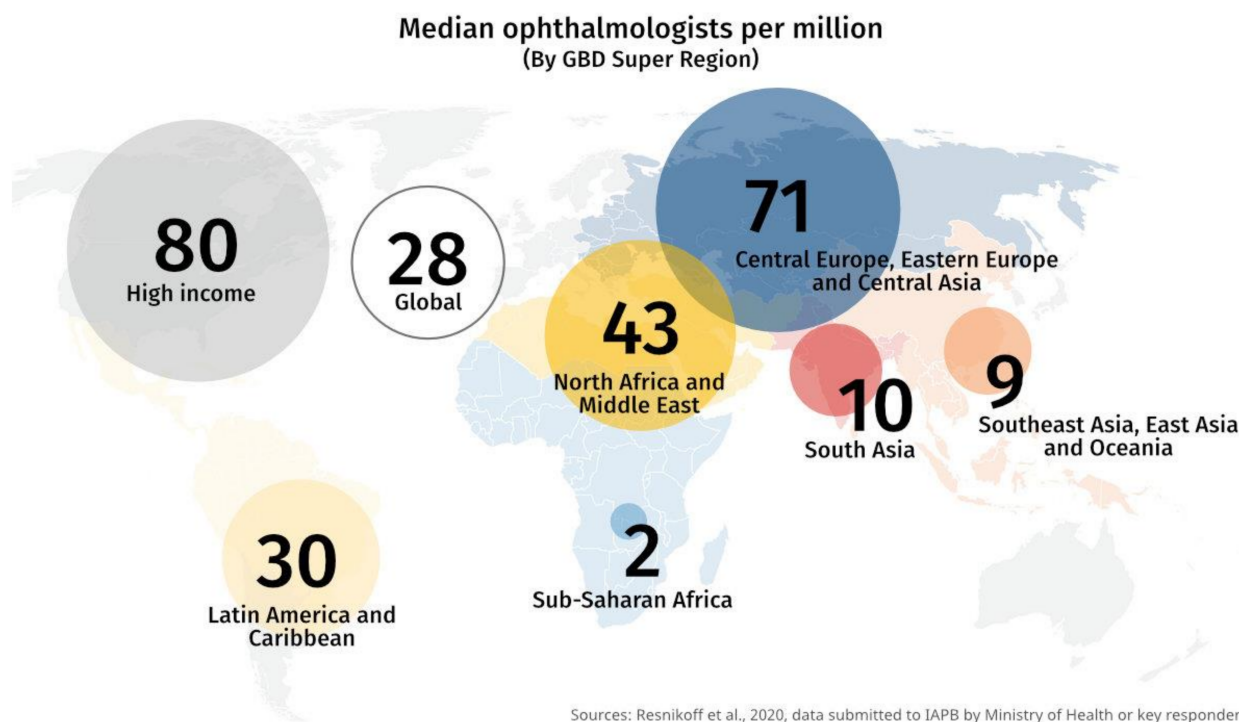 Median ophthalmologists per million
(By GBD Super Region)
80
High income
28
Global
71
Central Europe, Eastern Europe
and Central Asia
43
North Africa and
Middle East
10
South Asia
9
Southeast Asia, East Asia
and Oceania
30
Latin America and
Caribbean
2
Sub-Saharan Africa
Sources: Resnikoff et al., 2020, data submitted to IAPB by Ministry of Health or key responder